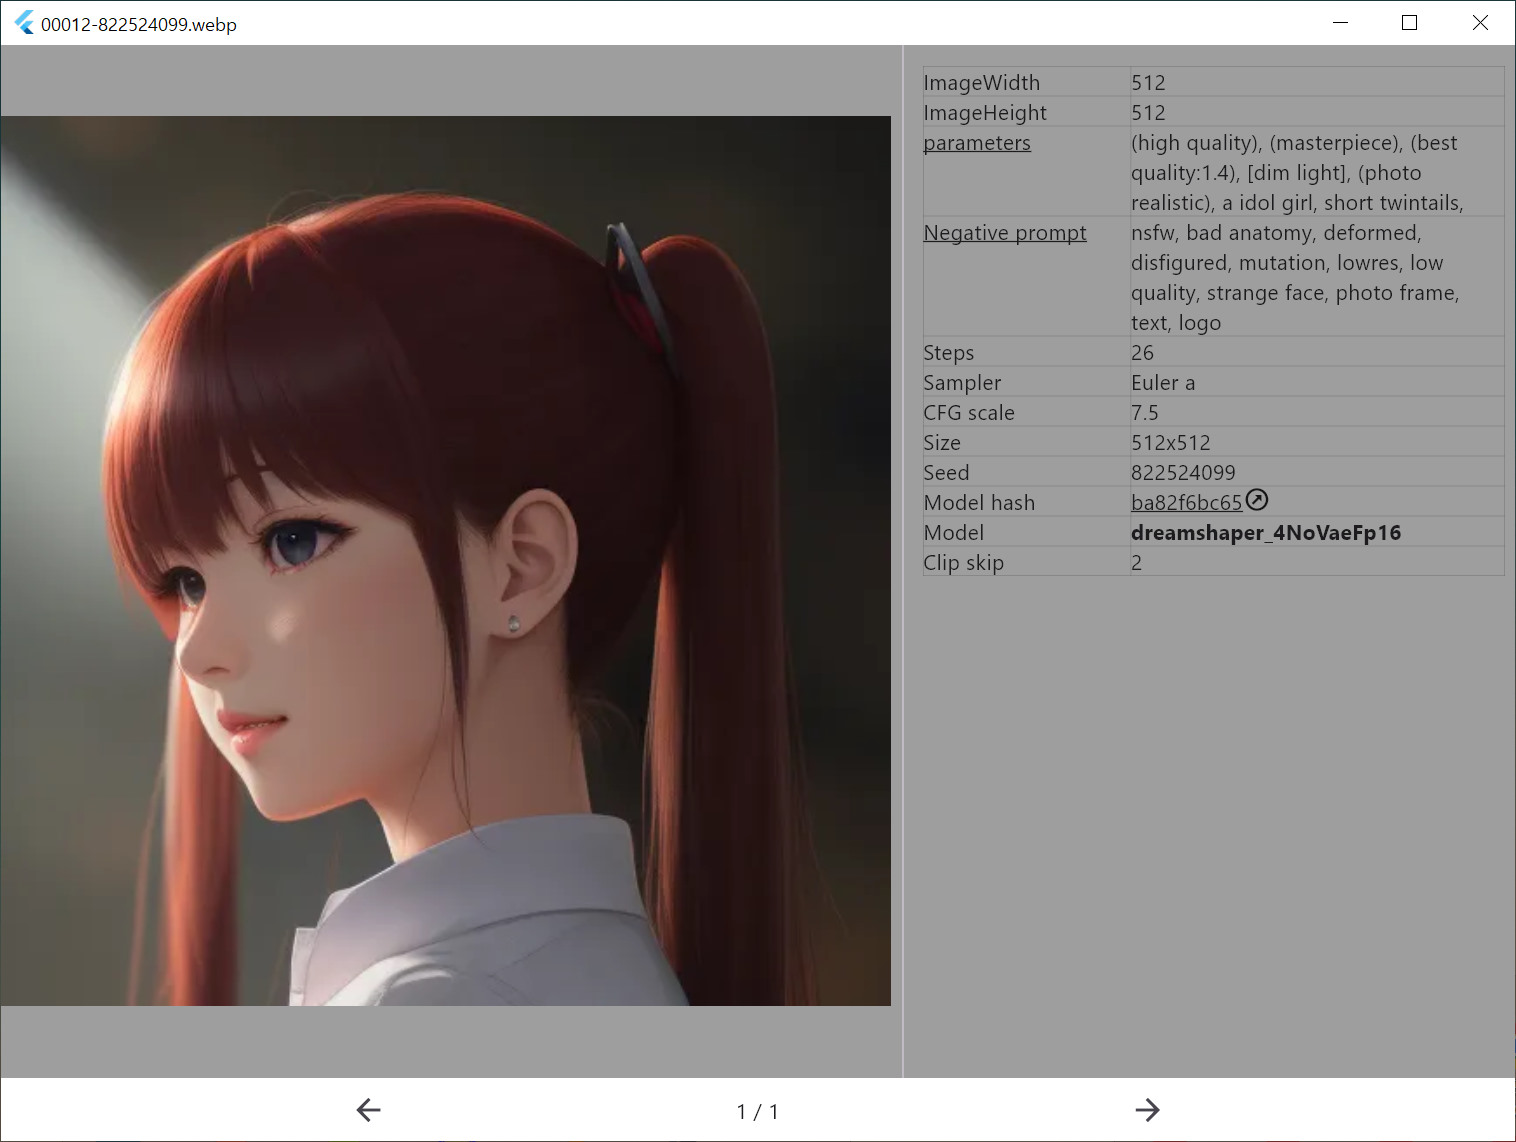 00012-822524099.webp
ImageWidth 512
ImageHeight 512
parameters (high quality), (masterpiece), (best
quality:1.4), [dim light], (photo
realistic), a idol girl, short twintails,
Negative prompt nsfw, bad anatomy, deformed,
disfigured, mutation, lowres, low
quality, strange face, photo frame,
text, logo
Steps 26
Sampler Euler a
CFG scale 7.5
Size 512x512
Seed 822524099
Model hash ba82f6bc65
Model dreamshaper_4NoVaeFp16
Clip skip 2
1 / 1